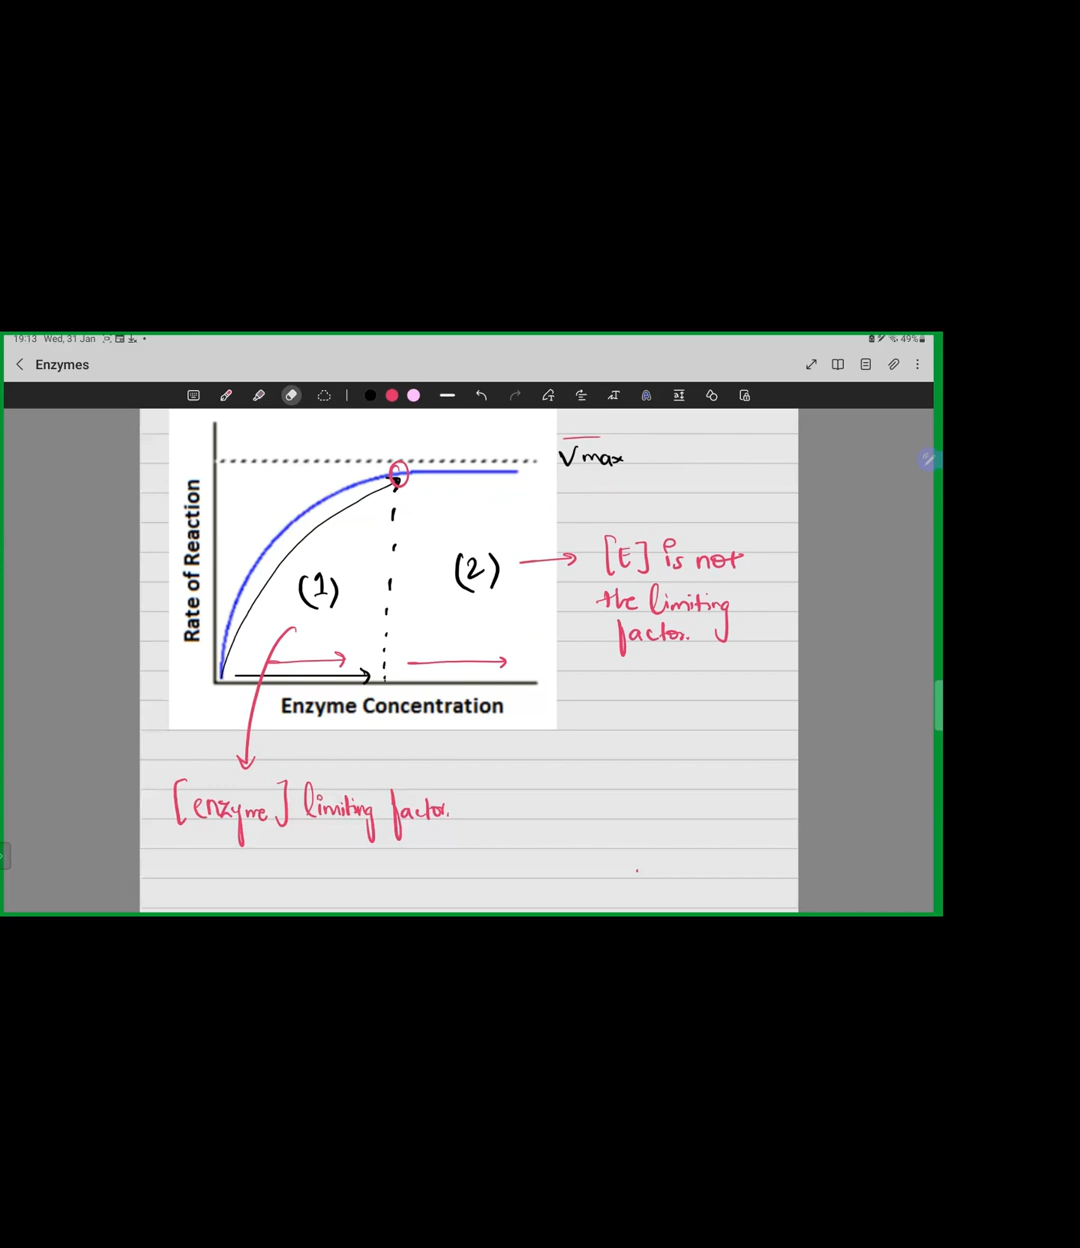 19:13 Wed, 31 Jan
49%
Enzymes
Vmax
Rate of Reaction
(1)
(2)
[E] is not
the limiting
factor.
Enzyme Concentration
[enzyme] limiting factor.